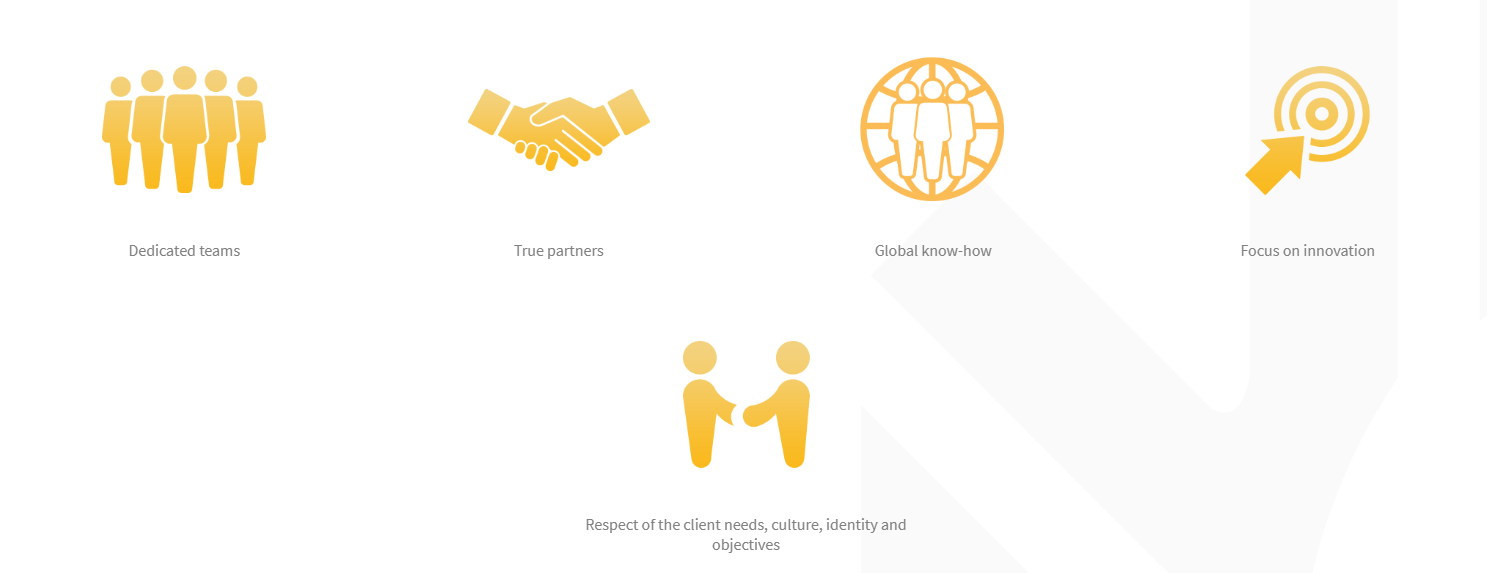 Dedicated teams
True partners
Global know-how
Focus on innovation
Respect of the client needs, culture, identity and
objectives